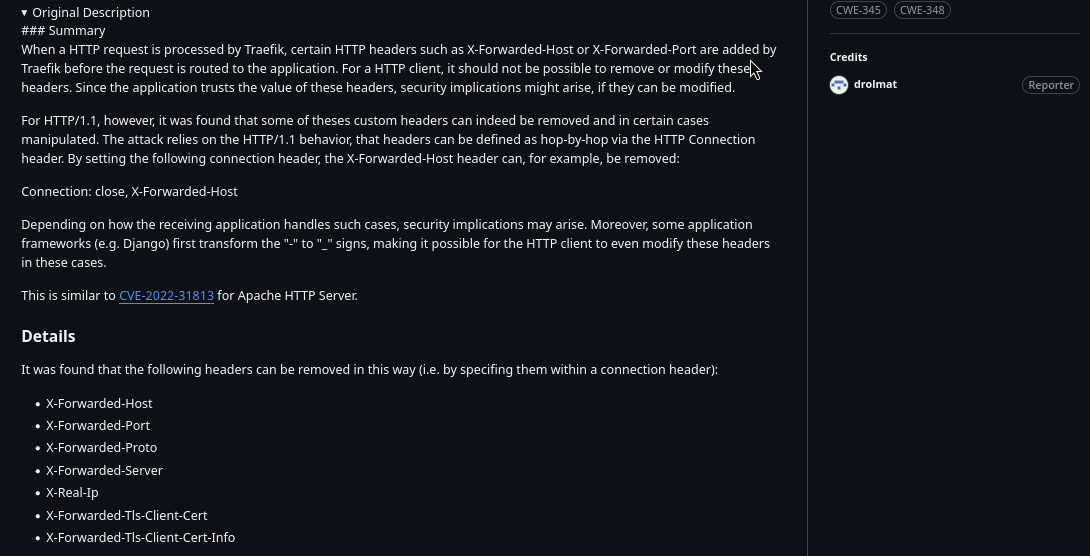 ▾ Original Description
### Summary
When a HTTP request is processed by Traefik, certain HTTP headers such as X-Forwarded-Host or X-Forwarded-Port are added by
Traefik before the request is routed to the application. For a HTTP client, it should not be possible to remove or modify these
headers. Since the application trusts the value of these headers, security implications might arise, if they can be modified.
For HTTP/1.1, however, it was found that some of theses custom headers can indeed be removed and in certain cases
manipulated. The attack relies on the HTTP/1.1 behavior, that headers can be defined as hop-by-hop via the HTTP Connection
header. By setting the following connection header, the X-Forwarded-Host header can, for example, be removed:
Connection: close, X-Forwarded-Host
Depending on how the receiving application handles such cases, security implications may arise. Moreover, some application
frameworks (e.g. Django) first transform the "-" to "_" signs, making it possible for the HTTP client to even modify these headers
in these cases.
This is similar to CVE-2022-31813 for Apache HTTP Server.
Details
It was found that the following headers can be removed in this way (i.e. by specifing them within a connection header):
• X-Forwarded-Host
• X-Forwarded-Port
• X-Forwarded-Proto
• X-Forwarded-Server
• X-Real-Ip
• X-Forwarded-Tls-Client-Cert
• X-Forwarded-Tls-Client-Cert-Info
CWE-345 CWE-348
Credits
drolmat Reporter